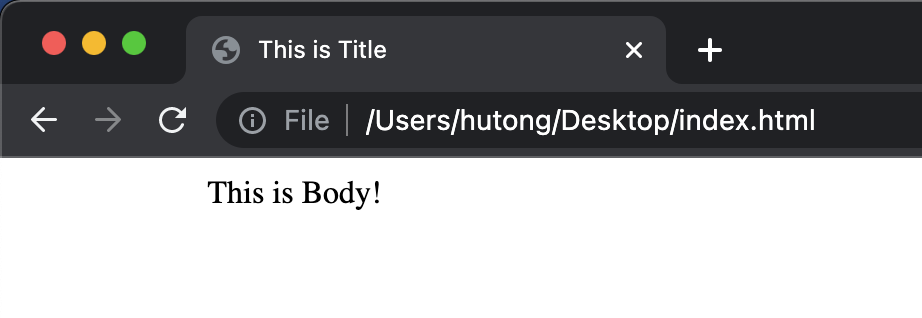 This is Title
File /Users/hutong/Desktop/index.html
This is Body!